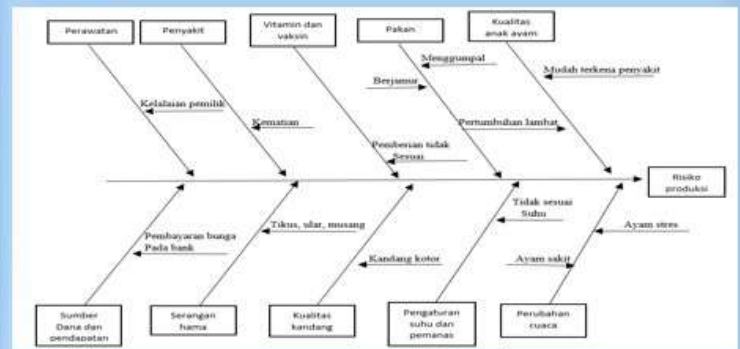 Perawatan
Penyakit
Vitamin dan
vaksin
Pakan
Kualitas
anak ayam
Menggumpal
Berjamur
Mudah terkena penyakit
Kelalaian pemilik
Kematian
Pertumbuhan lambat
Pemberian tidak
Sesuai
Risiko
produksi
Tidak sesuai
Suhu
Pembayaran bunga
Pada bank
Tikus, ular, musang
Ayam stres
Kandang kotor
Ayam sakit
Sumber
Dana dan
pendapatan
Serangan
hama
Kualitas
kandang
Pengaturan
suhu dan
pemanas
Perubahan
cuaca